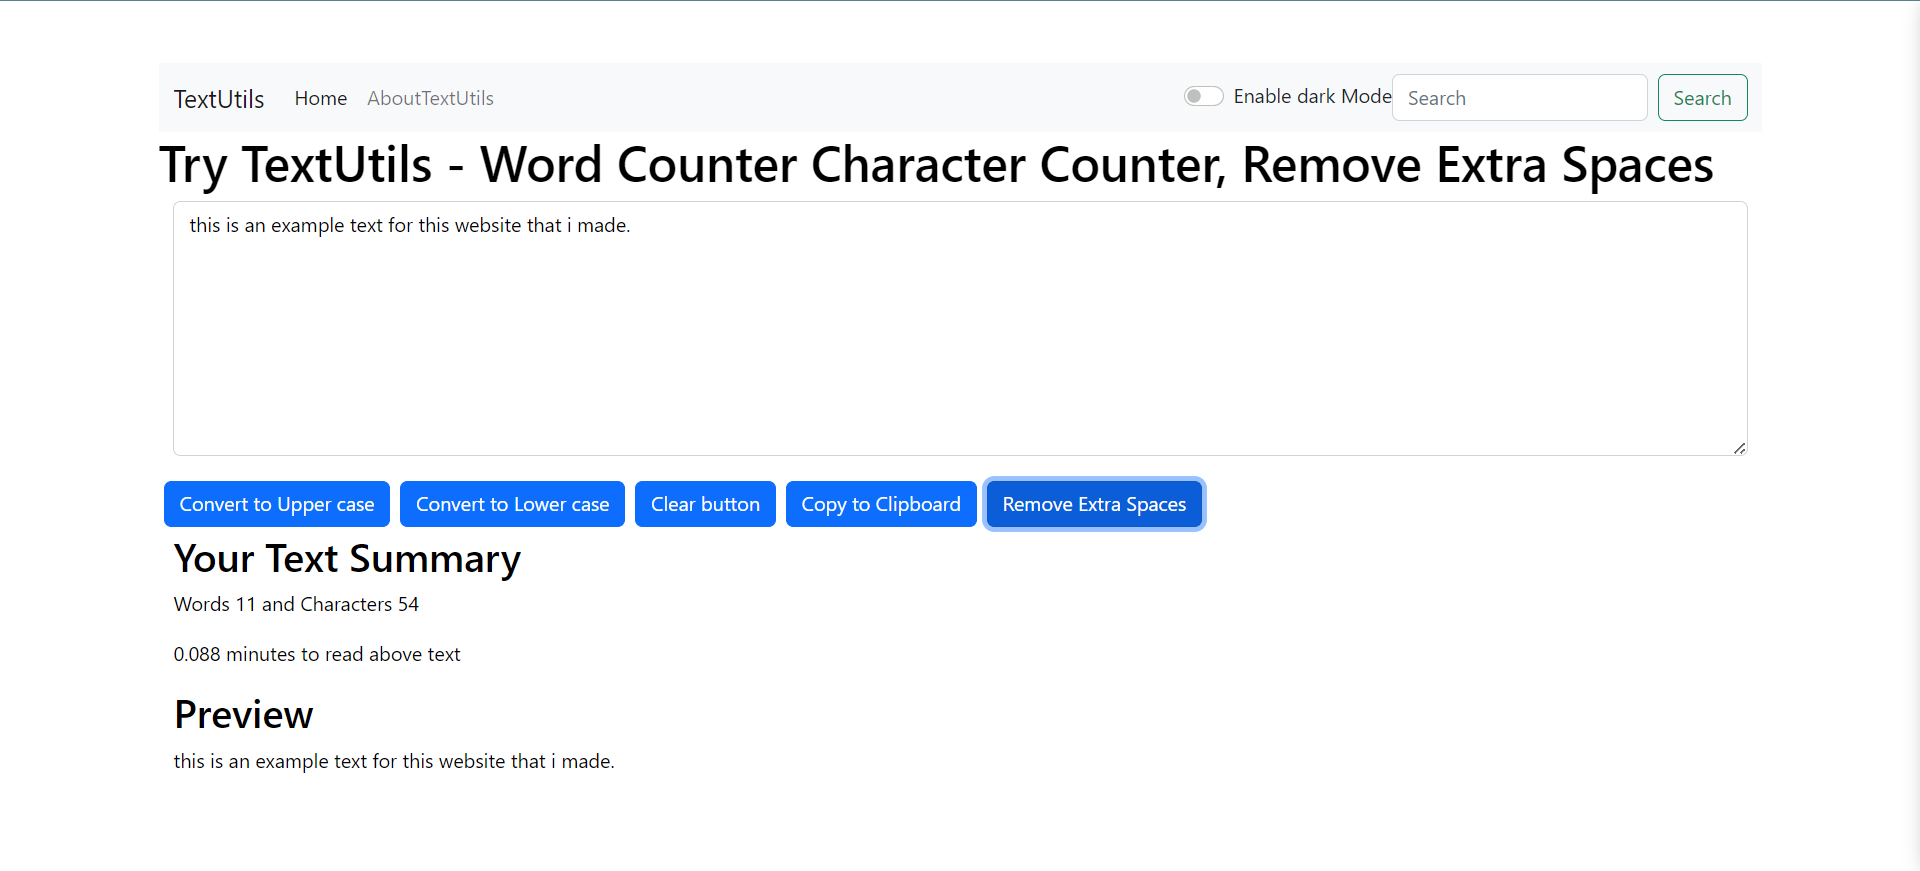 TextUtils Home AboutTextUtils Enable dark Mode Search Search
Try TextUtils - Word Counter Character Counter, Remove Extra Spaces
this is an example text for this website that i made.
Convert to Upper case Convert to Lower case Clear button Copy to Clipboard Remove Extra Spaces
Your Text Summary
Words 11 and Characters 54
0.088 minutes to read above text
Preview
this is an example text for this website that i made.